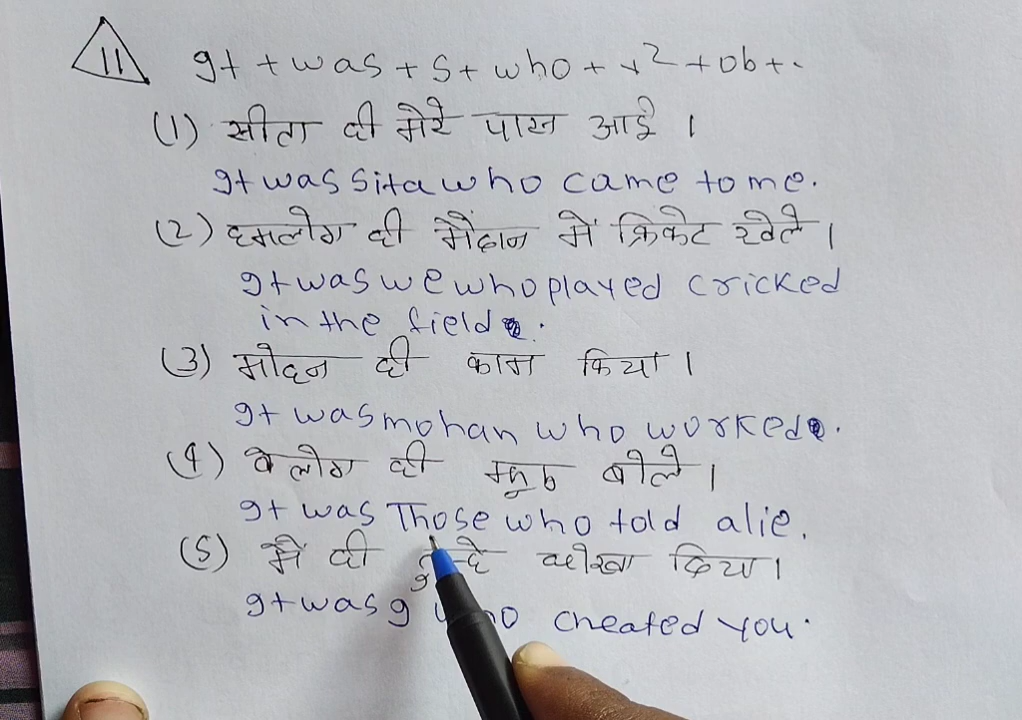 11 It + was + S + who + v² + ob + .
(1) सीता ही मेरे पास आई ।
It was Sita who came to me.
(2) हमलोग ही मैदान में क्रिकेट खेले ।
It was we who played cricked
in the field .
(3) मोहन ही काम किया ।
It was mohan who worked .
(4) वे लोग ही झूठ बोले ।
It was Those who told a lie.
(5) मैं ही तुम्हें धोखा दिया ।
It was I who cheated you.